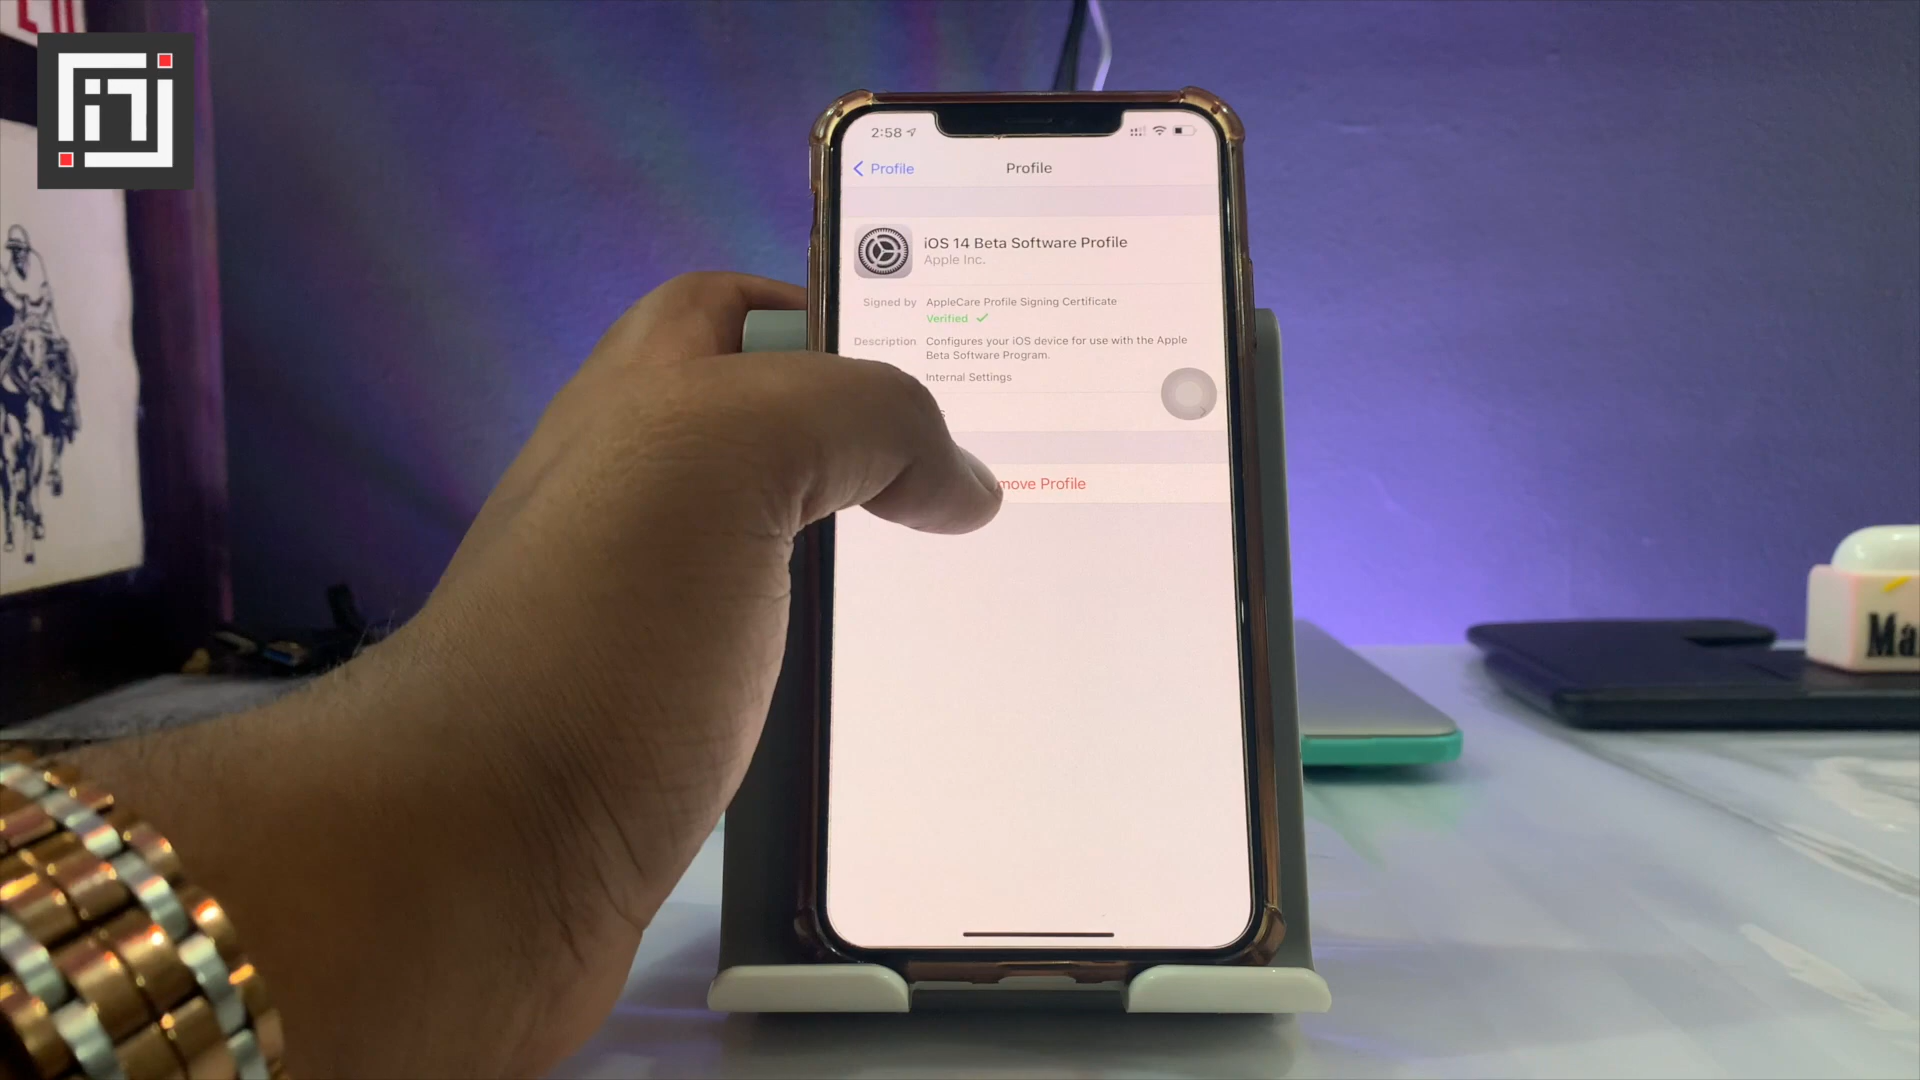 2:58
Profile
Profile
iOS 14 Beta Software Profile
Apple Inc.
Signed by AppleCare Profile Signing Certificate
Verified
Description Configures your iOS device for use with the Apple
Beta Software Program.
Internal Settings
s
move Profile
Ma